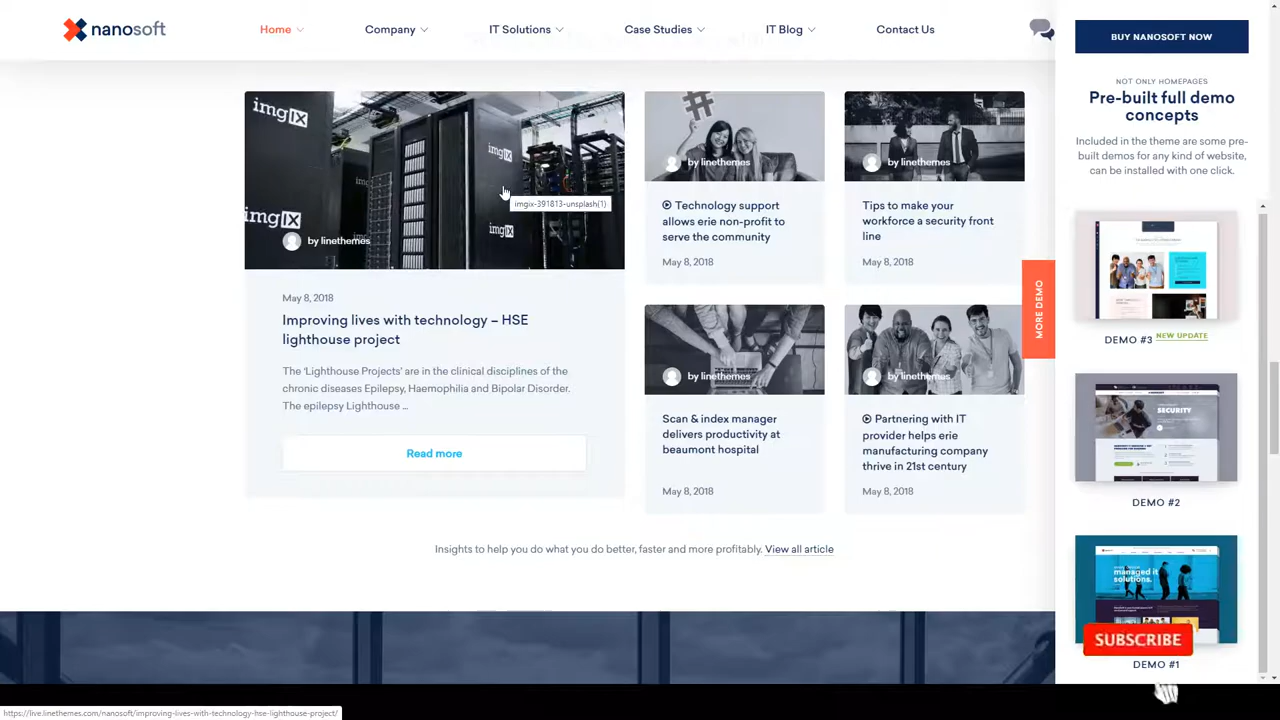 nanosoft
Home
Company
IT Solutions
Case Studies
IT Blog
Contact Us
BUY NANOSOFT NOW
NOT ONLY HOMEPAGES
Pre-built full demo
concepts
Included in the theme are some pre-
built demos for any kind of website,
can be installed with one click.
imgIX
imgIX
imgIX
imgIX
imgix-391813-unsplash(1)
by linethemes
May 8, 2018
Improving lives with technology – HSE
lighthouse project
The 'Lighthouse Projects' are in the clinical disciplines of the
chronic diseases Epilepsy, Haemophilia and Bipolar Disorder.
The epilepsy Lighthouse ...
Read more
#
by linethemes
Technology support
allows erie non-profit to
serve the community
May 8, 2018
by linethemes
Tips to make your
workforce a security front
line
May 8, 2018
by linethemes
Scan & index manager
delivers productivity at
beaumont hospital
May 8, 2018
by linethemes
Partnering with IT
provider helps erie
manufacturing company
thrive in 21st century
May 8, 2018
MORE DEMO
DEMO #3 NEW UPDATE
SECURITY
DEMO #2
managed it
solutions.
SUBSCRIBE
DEMO #1
Insights to help you do what you do better, faster and more profitably. View all article
https://live.linethemes.com/nanosoft/improving-lives-with-technology-hse-lighthouse-project/